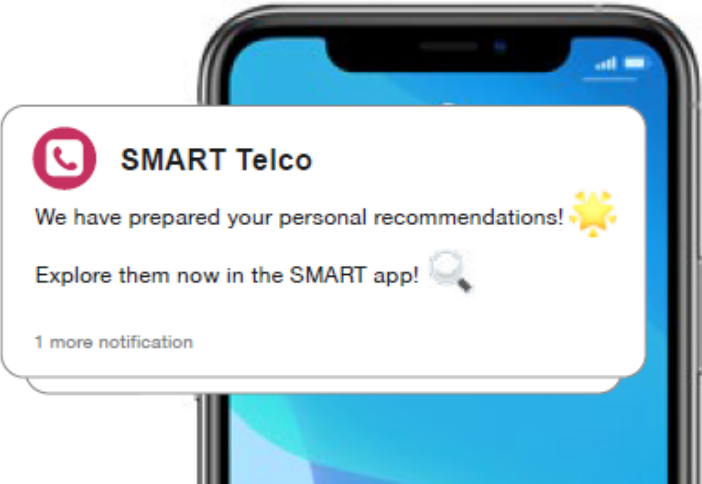 SMART Telco
We have prepared your personal recommendations!
Explore them now in the SMART app!
1 more notification